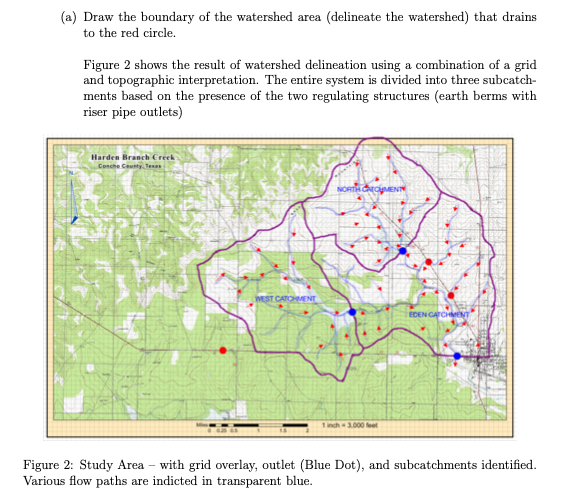 (a) Draw the boundary of the watershed area (delineate the watershed) that drains
to the red circle.
Figure 2 shows the result of watershed delineation using a combination of a grid
and topographic interpretation. The entire system is divided into three subcatch-
ments based on the presence of the two regulating structures (earth berms with
riser pipe outlets)
Harden Branch Creek
Concho County, Texas
NORTH CATCHMENT
WEST CATCHMENT
EDEN CATCHMENT
Miles
0 0.25 0.5 1 1.5 2
1 inch = 3,000 feet
Figure 2: Study Area – with grid overlay, outlet (Blue Dot), and subcatchments identified.
Various flow paths are indicted in transparent blue.